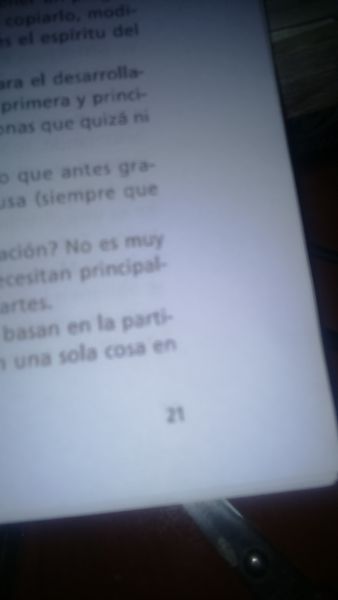 copiarlo, modi-
es el espíritu del
ara el desarrolla-
primera y princi-
onas que quizá ni
o que antes gra-
usa (siempre que
ación? No es muy
ecesitan principal-
artes.
basan en la parti-
n una sola cosa en
21